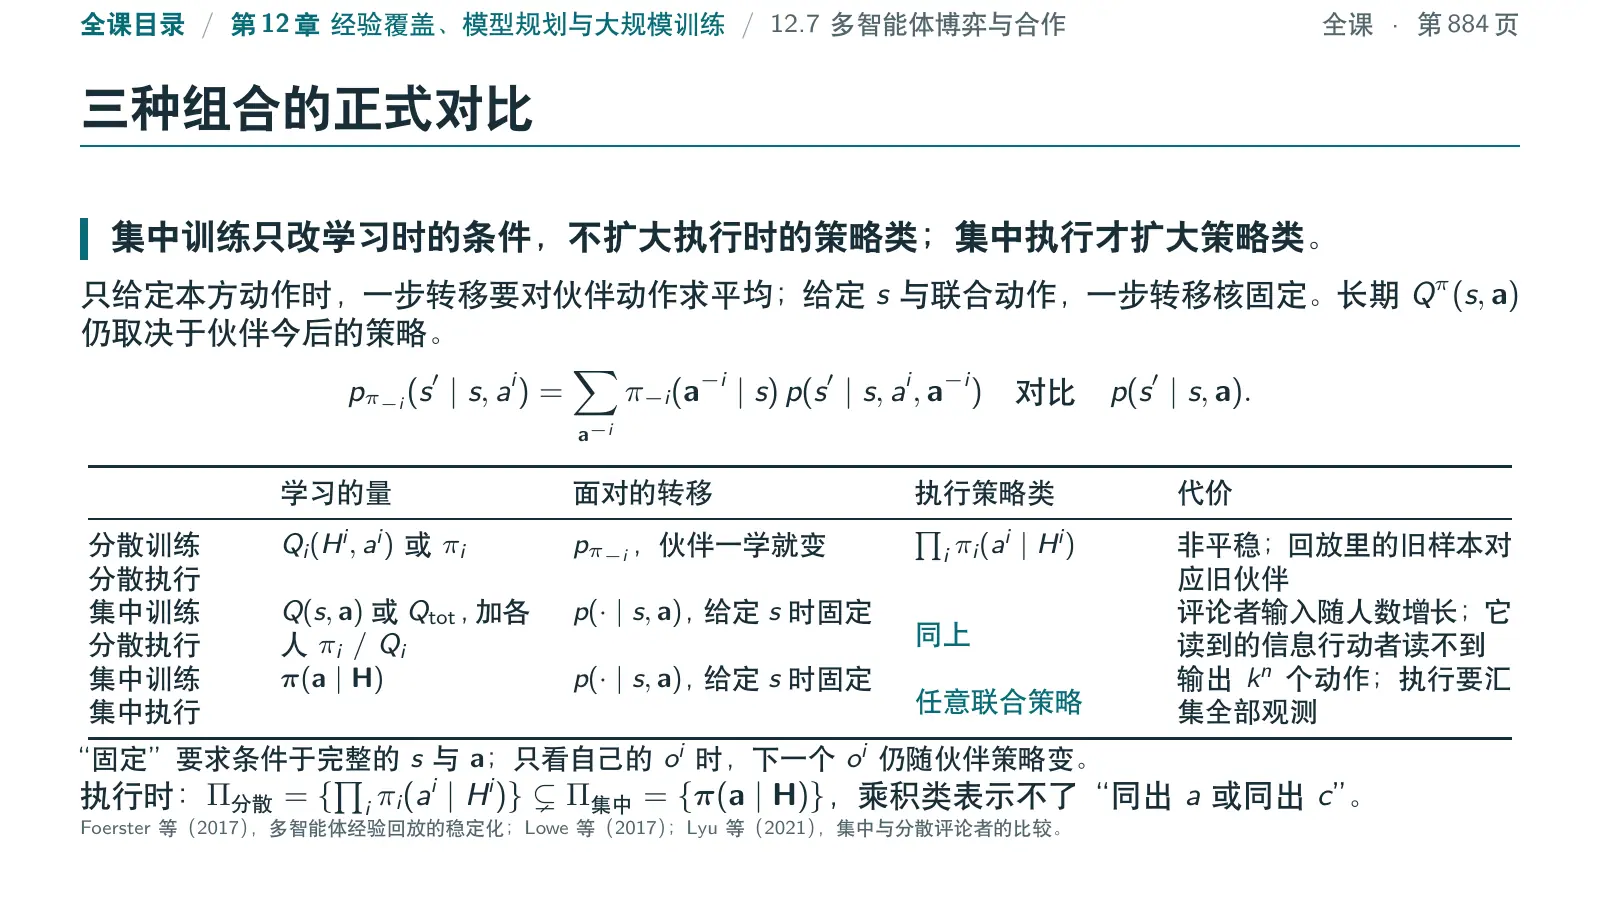 全课目录 / 第 12 章 经验覆盖、模型规划与大规模训练 / 12.7 多智能体博弈与合作 全课 · 第 884 页
三种组合的正式对比
集中训练只改学习时的条件，不扩大执行时的策略类；集中执行才扩大策略类。
只给定本方动作时，一步转移要对伙伴动作求平均；给定 s 与联合动作，一步转移核固定。长期 Q^π(s, a)
仍取决于伙伴今后的策略。
p_{π_{−i}}(s′ | s, a^i) = ∑_{a^{−i}} π_{−i}(a^{−i} | s) p(s′ | s, a^i, a^{−i}) 对比 p(s′ | s, a).
学习的量 面对的转移 执行策略类 代价
分散训练 Q_i(H^i, a^i) 或 π_i p_{π_{−i}}，伙伴一学就变 ∏_i π_i(a^i | H^i) 非平稳；回放里的旧样本对
分散执行 应旧伙伴
集中训练 Q(s, a) 或 Q_tot，加各 p(· | s, a)，给定 s 时固定 同上 评论者输入随人数增长；它
分散执行 人 π_i / Q_i 读到的信息行动者读不到
集中训练 π(a | H) p(· | s, a)，给定 s 时固定 任意联合策略 输出 k^n 个动作；执行要汇
集中执行 集全部观测
“固定” 要求条件于完整的 s 与 a；只看自己的 o^i 时，下一个 o^i 仍随伙伴策略变。
执行时：Π_分散 = {∏_i π_i(a^i | H^i)} ⊊ Π_集中 = {π(a | H)}，乘积类表示不了 “同出 a 或同出 c”。
Foerster 等（2017），多智能体经验回放的稳定化；Lowe 等（2017）；Lyu 等（2021），集中与分散评论者的比较。